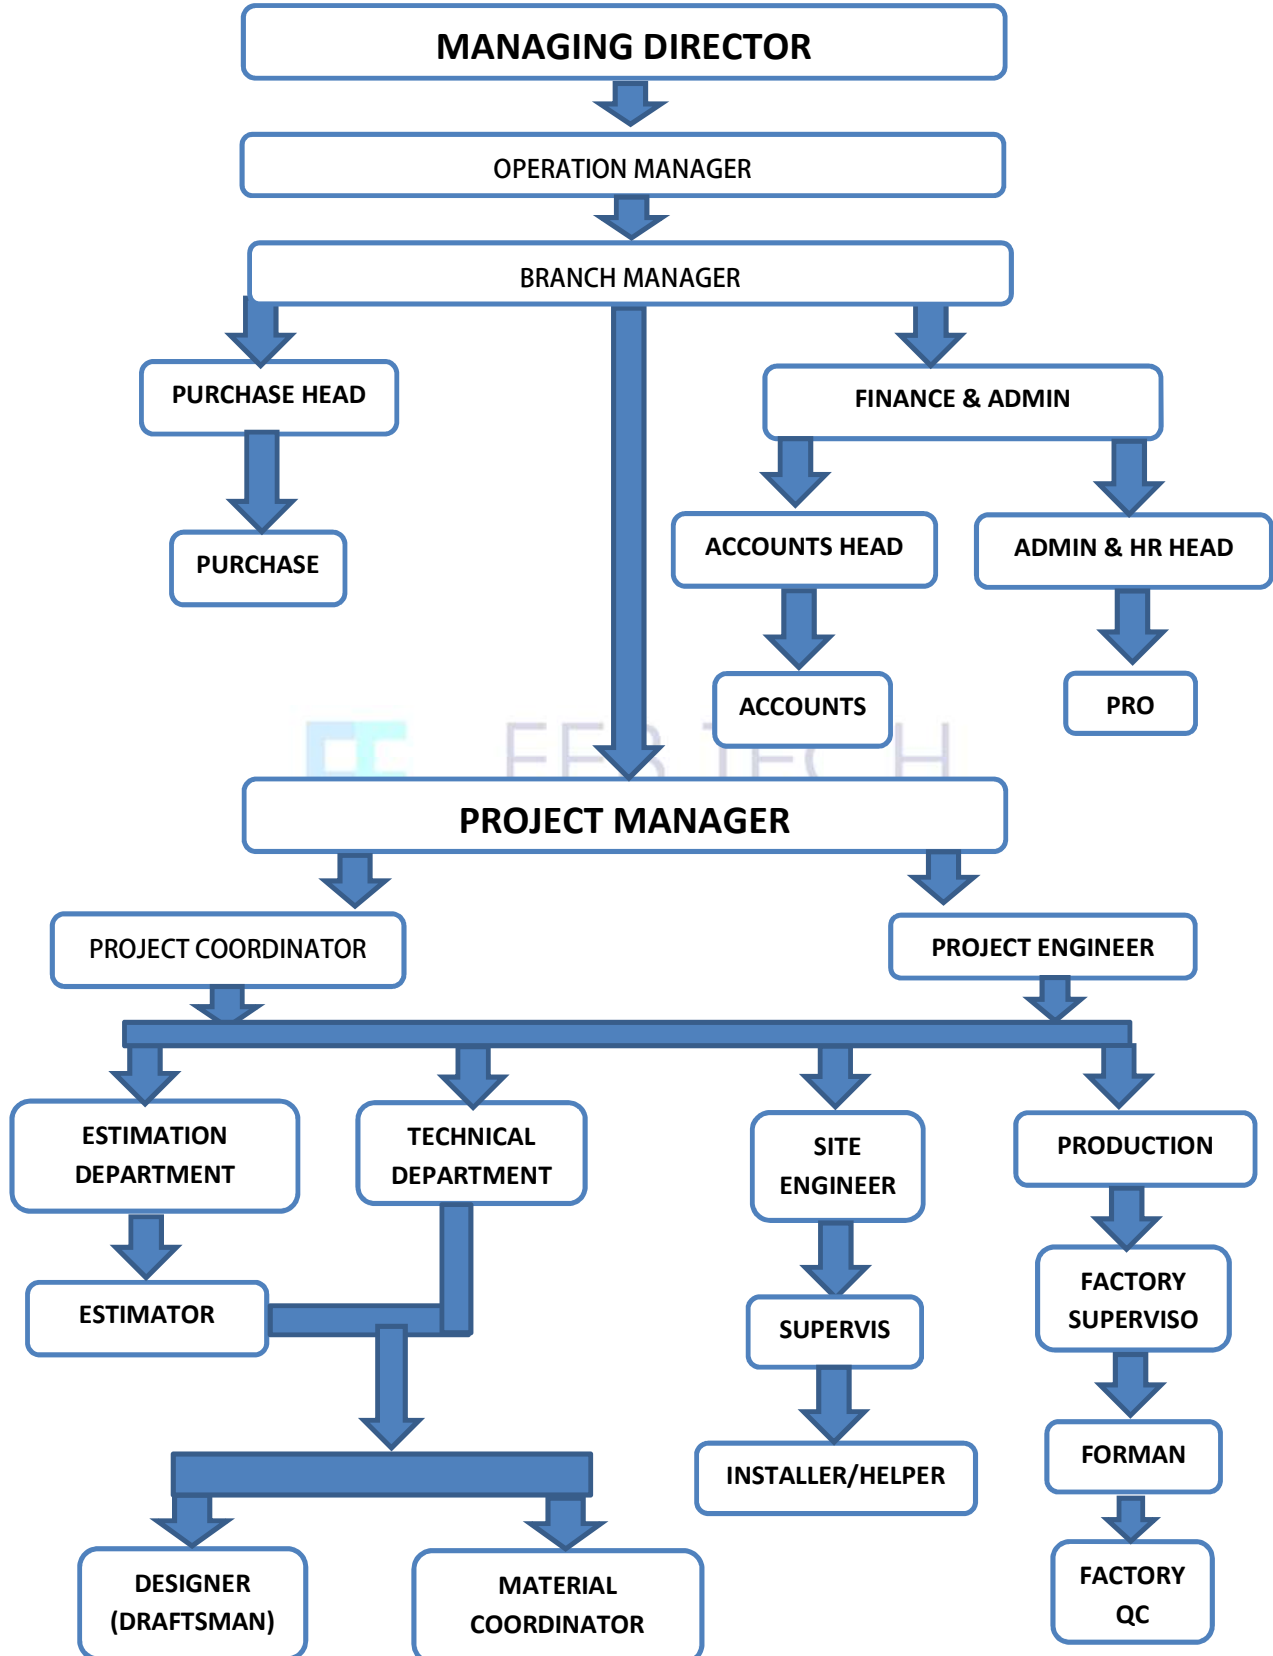 MANAGING DIRECTOR
OPERATION MANAGER
BRANCH MANAGER
PURCHASE HEAD
FINANCE & ADMIN
PURCHASE
ACCOUNTS HEAD
ADMIN & HR HEAD
ACCOUNTS
PRO
PROJECT MANAGER
PROJECT COORDINATOR
PROJECT ENGINEER
ESTIMATION
DEPARTMENT
TECHNICAL
DEPARTMENT
SITE
ENGINEER
PRODUCTION
ESTIMATOR
SUPERVIS
FACTORY
SUPERVISO
INSTALLER/HELPER
FORMAN
DESIGNER
(DRAFTSMAN)
MATERIAL
COORDINATOR
FACTORY
QC